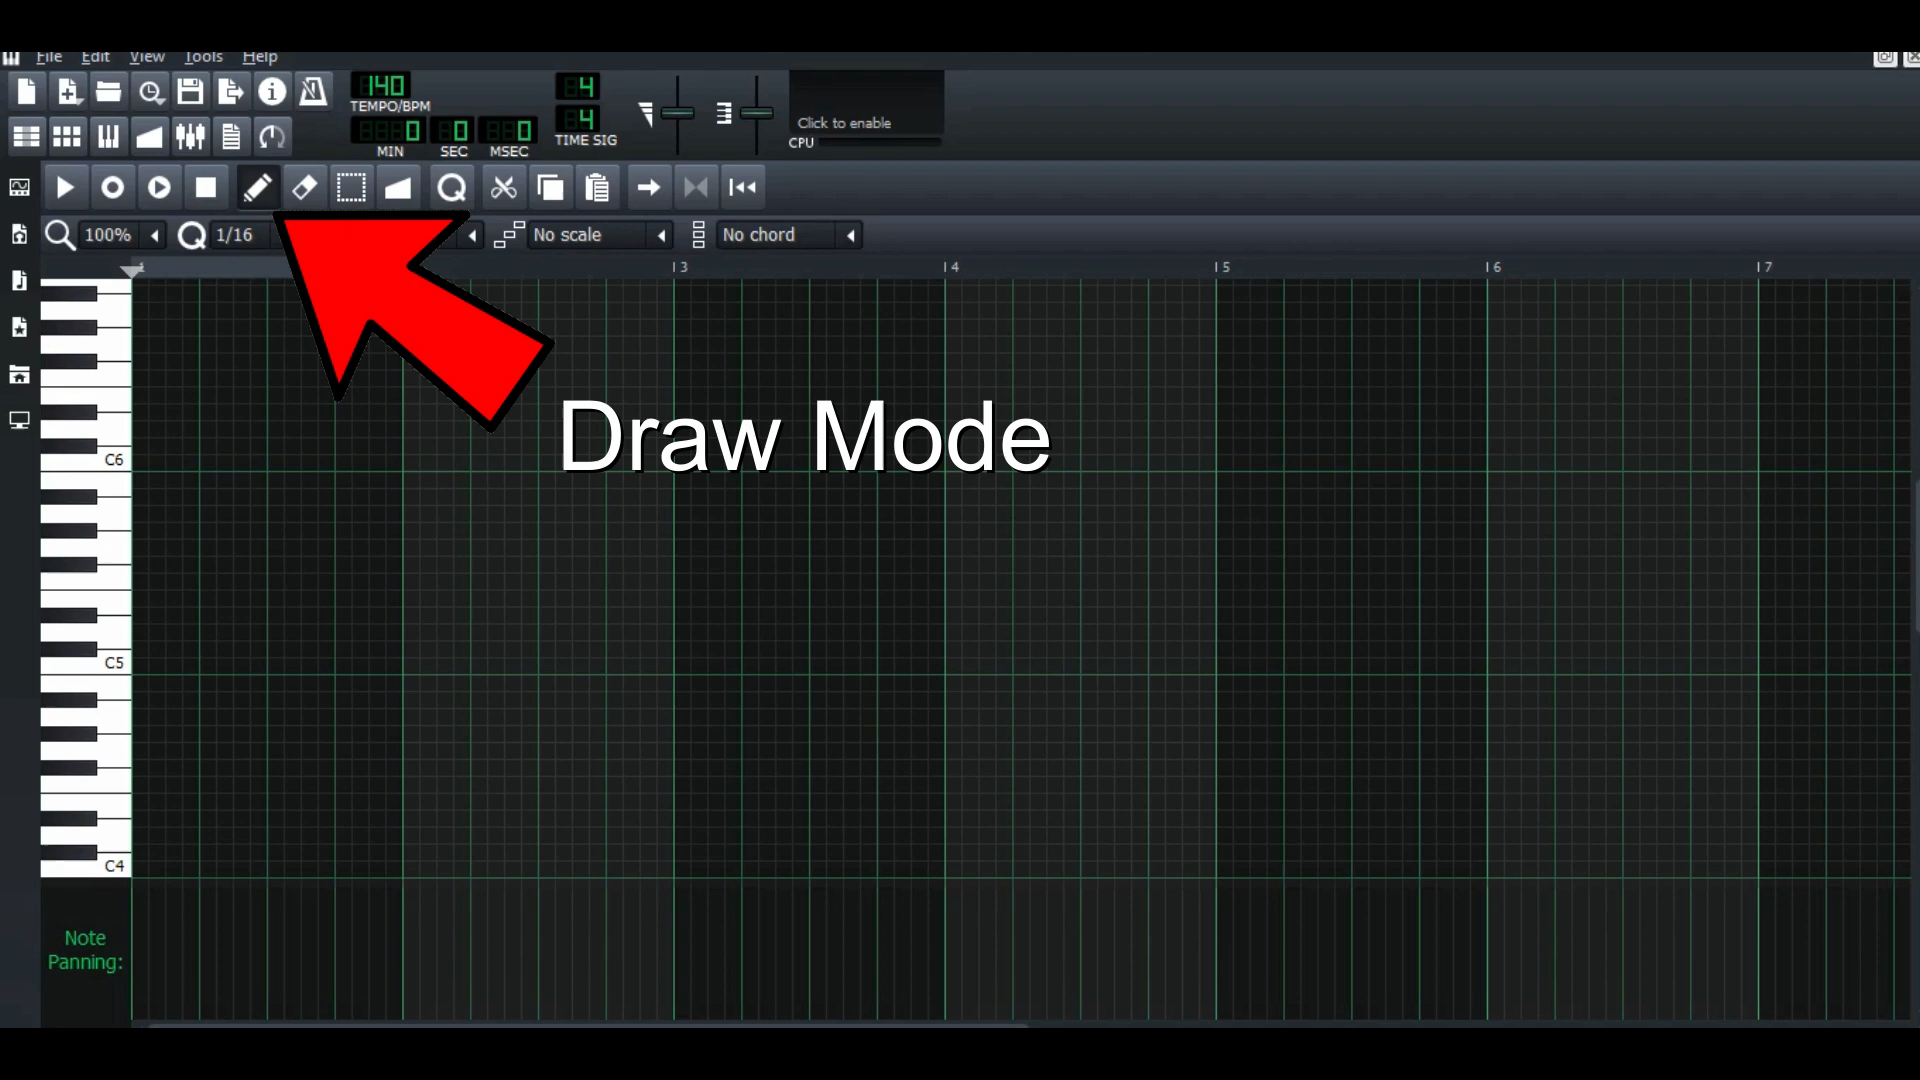 File Edit View Tools Help
140
TEMPO/BPM
0 0 0
MIN SEC MSEC
4
4
TIME SIG
Click to enable
CPU
100% 1/16 No scale No chord
1 3 4 5 6 7
Draw Mode
C6
C5
C4
Note
Panning: